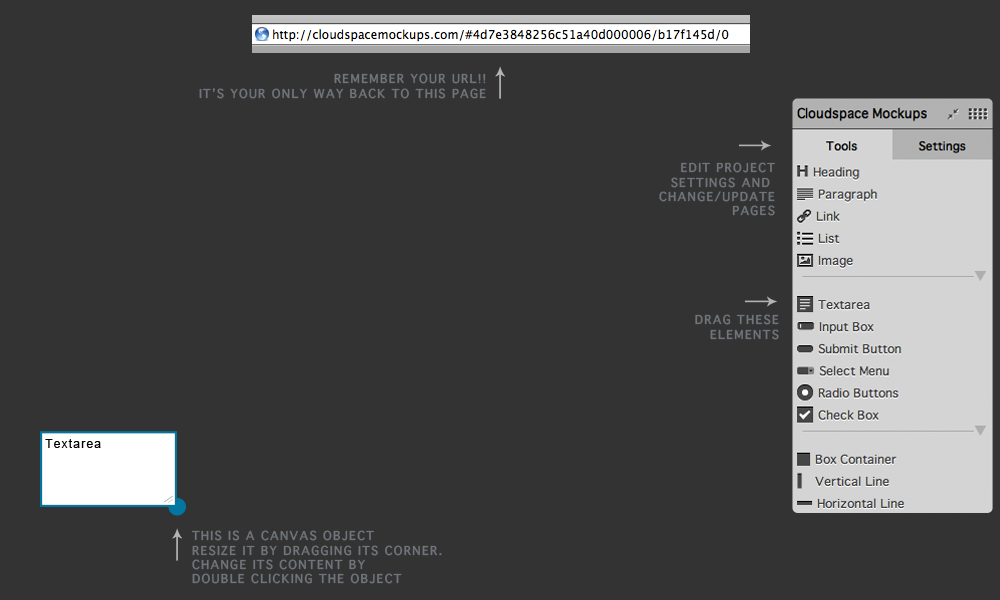 http://cloudspacemockups.com/#4d7e3848256c51a40d000006/b17f145d/0
REMEMBER YOUR URL!!
IT'S YOUR ONLY WAY BACK TO THIS PAGE
Cloudspace Mockups
Tools
Settings
EDIT PROJECT
SETTINGS AND
CHANGE/UPDATE
PAGES
Heading
Paragraph
Link
List
Image
DRAG THESE
ELEMENTS
Textarea
Input Box
Submit Button
Select Menu
Radio Buttons
Check Box
Box Container
Vertical Line
Horizontal Line
Textarea
THIS IS A CANVAS OBJECT
RESIZE IT BY DRAGGING ITS CORNER.
CHANGE ITS CONTENT BY
DOUBLE CLICKING THE OBJECT